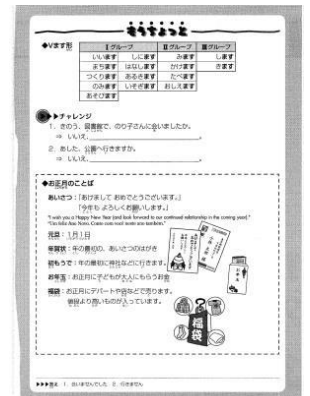 もうちょっと
◆Vます形
Ⅰグループ Ⅱグループ Ⅲグループ
いいます しにます みます します
まちます はなします かけます きます
つくります あるきます たべます
のみます いそぎます おしえます
あそびます
▶▶チャレンジ
1. きのう、図書館で、のり子さんに会いましたか。
⇒ いいえ、 。
2. あした、公園へ行きますか。
⇒ いいえ、 。
◆お正月のことば
あいさつ:「あけまして おめでとうございます。」
「今年も よろしくお願いします。」
"I wish you a Happy New Year (and look forward to our continued relationship in the coming year)."
元旦:1月1日
年賀状:年の最初の、あいさつのはがき
初もうで:年の最初に神社などに行きます。
お年玉:お正月に子どもが大人にもらうお金
福袋:お正月にデパートや店などで売ります。
値段より高いものが入っています。
福袋
▶▶▶答え 1. 会いませんでした 2. 行きません